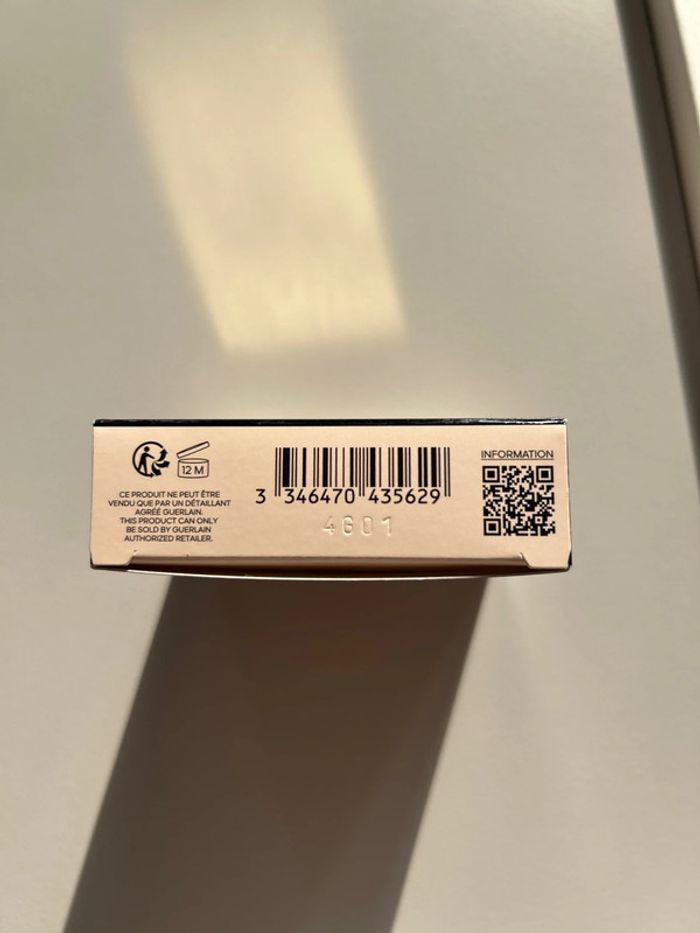 12 M
CE PRODUIT NE PEUT ÊTRE
VENDU QUE PAR UN DÉTAILLANT
AGRÉÉ GUERLAIN.
THIS PRODUCT CAN ONLY
BE SOLD BY GUERLAIN
AUTHORIZED RETAILER.
3 346470 435629
4G01
INFORMATION